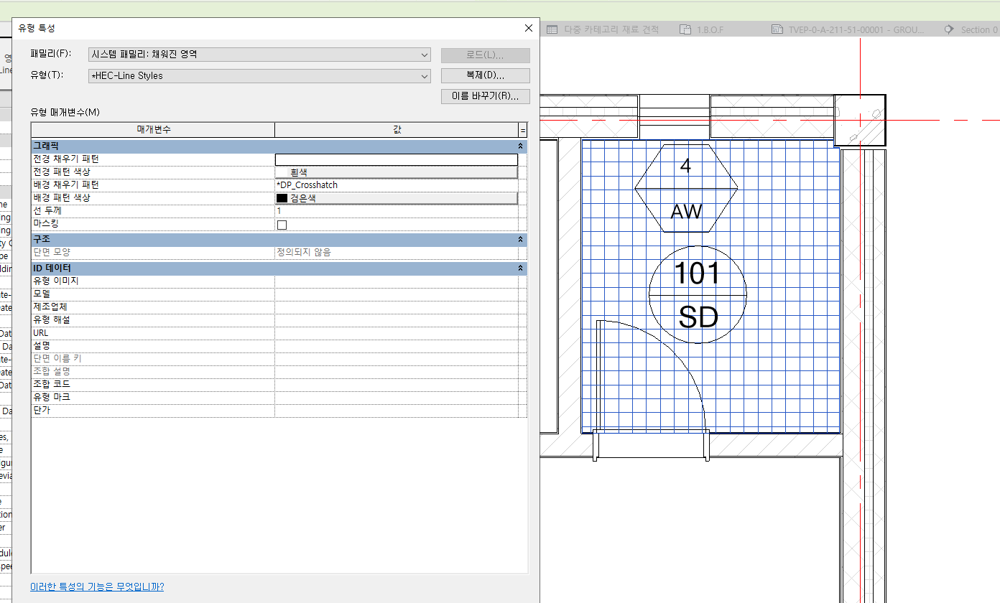 유형 특성
패밀리(F):
시스템 패밀리: 채워진 영역
로드(L)...
유형(T):
*HEC-Line Styles
복제(D)...
이름 바꾸기(R)...
유형 매개변수(M)
매개변수
값
=
그래픽
전경 채우기 패턴
전경 패턴 색상
흰색
배경 채우기 패턴
*DP_Crosshatch
배경 패턴 색상
검은색
선 두께
1
마스킹
구조
단면 모양
정의되지 않음
ID 데이터
유형 이미지
모델
제조업체
유형 해설
URL
설명
단면 이름 키
조합 설명
조합 코드
유형 마크
단가
이러한 특성의 기능은 무엇입니까?
다중 카테고리 재료 견적
1.B.O.F
TVEP-0-A-211-51-00001 - GROU...
Section 0
4
AW
101
SD